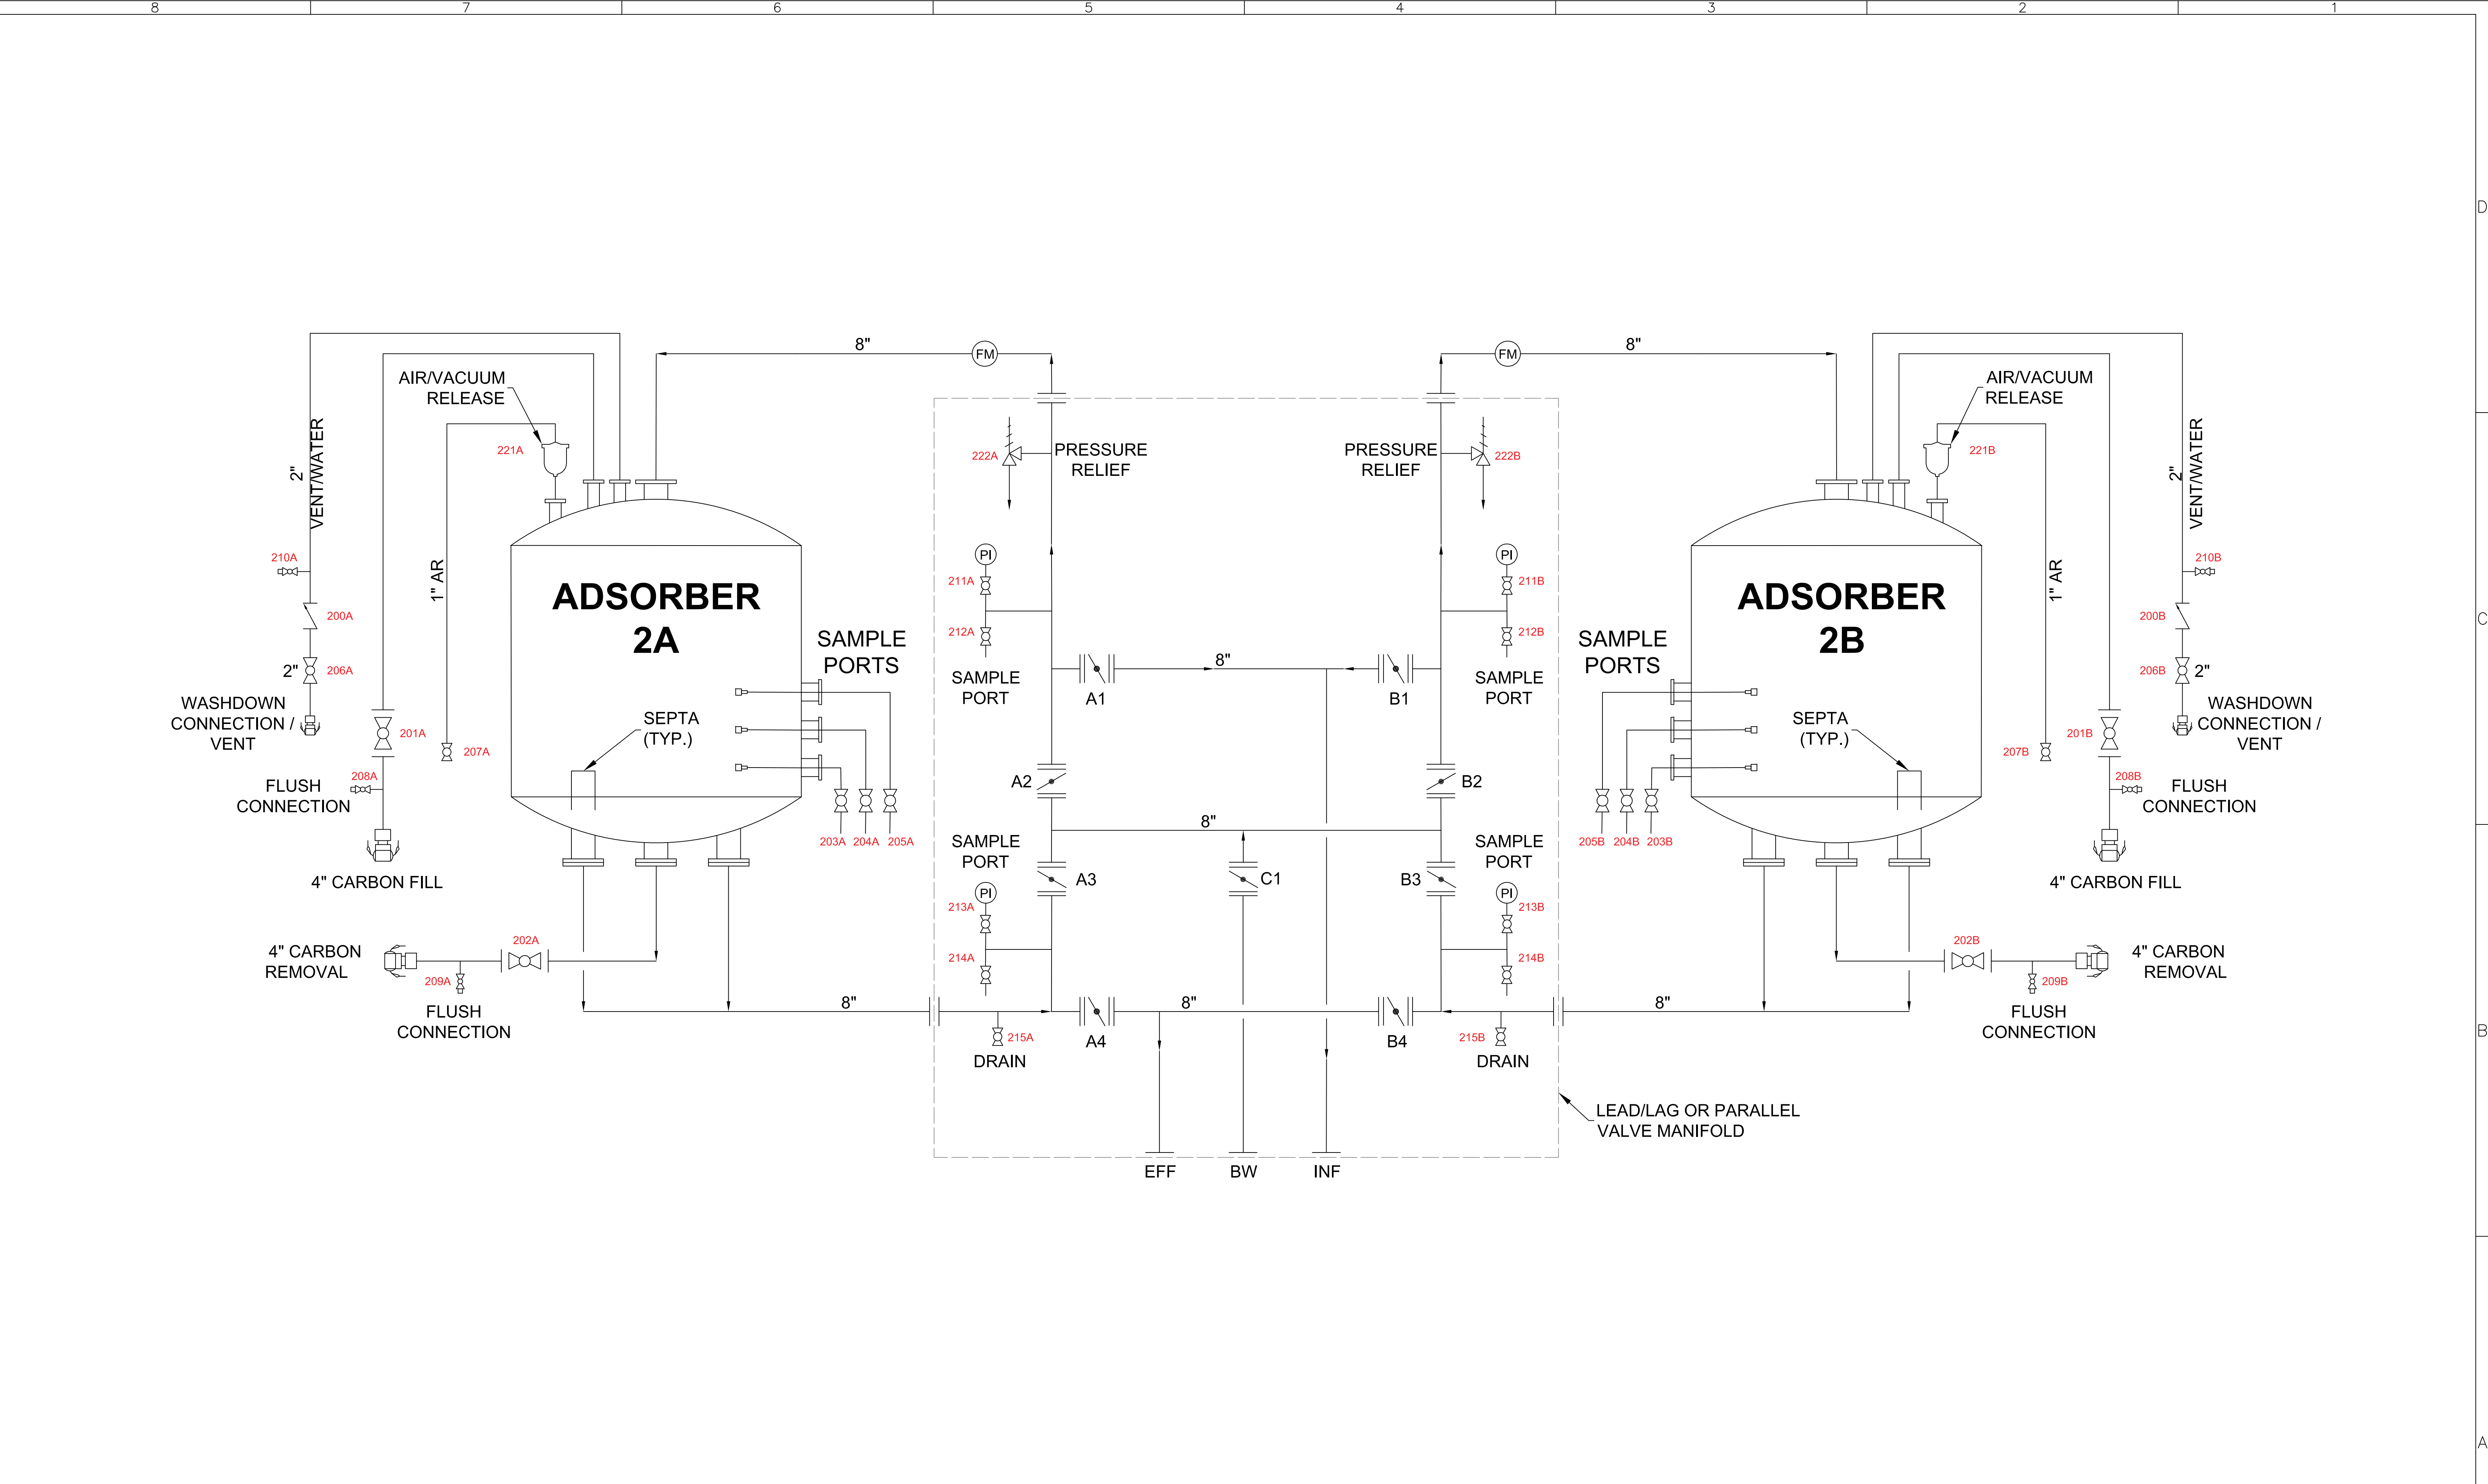 8 7 6 5 4 3 2 1
D
C
B
A
8"
FM
FM
8"
AIR/VACUUM
RELEASE
AIR/VACUUM
RELEASE
2"
VENT/WATER
221A
222A
PRESSURE
RELIEF
PRESSURE
RELIEF
222B
221B
2"
VENT/WATER
210A
1" AR
PI
211A
PI
211B
1" AR
210B
200A
ADSORBER
2A
212A
212B
ADSORBER
2B
200B
SAMPLE
PORTS
SAMPLE
PORT
8"
A1
B1
SAMPLE
PORT
SAMPLE
PORTS
2"
206A
206B
2"
WASHDOWN
CONNECTION /
VENT
201A
207A
SEPTA
(TYP.)
SEPTA
(TYP.)
207B
201B
WASHDOWN
CONNECTION /
VENT
208A
FLUSH
CONNECTION
A2
B2
208B
FLUSH
CONNECTION
203A 204A 205A
8"
205B 204B 203B
SAMPLE
PORT
SAMPLE
PORT
4" CARBON FILL
A3
C1
B3
4" CARBON FILL
PI
213A
PI
213B
4" CARBON
REMOVAL
202A
214A
214B
202B
4" CARBON
REMOVAL
209A
209B
FLUSH
CONNECTION
8"
8"
8"
FLUSH
CONNECTION
215A
A4
B4
215B
DRAIN
DRAIN
LEAD/LAG OR PARALLEL
VALVE MANIFOLD
EFF BW INF